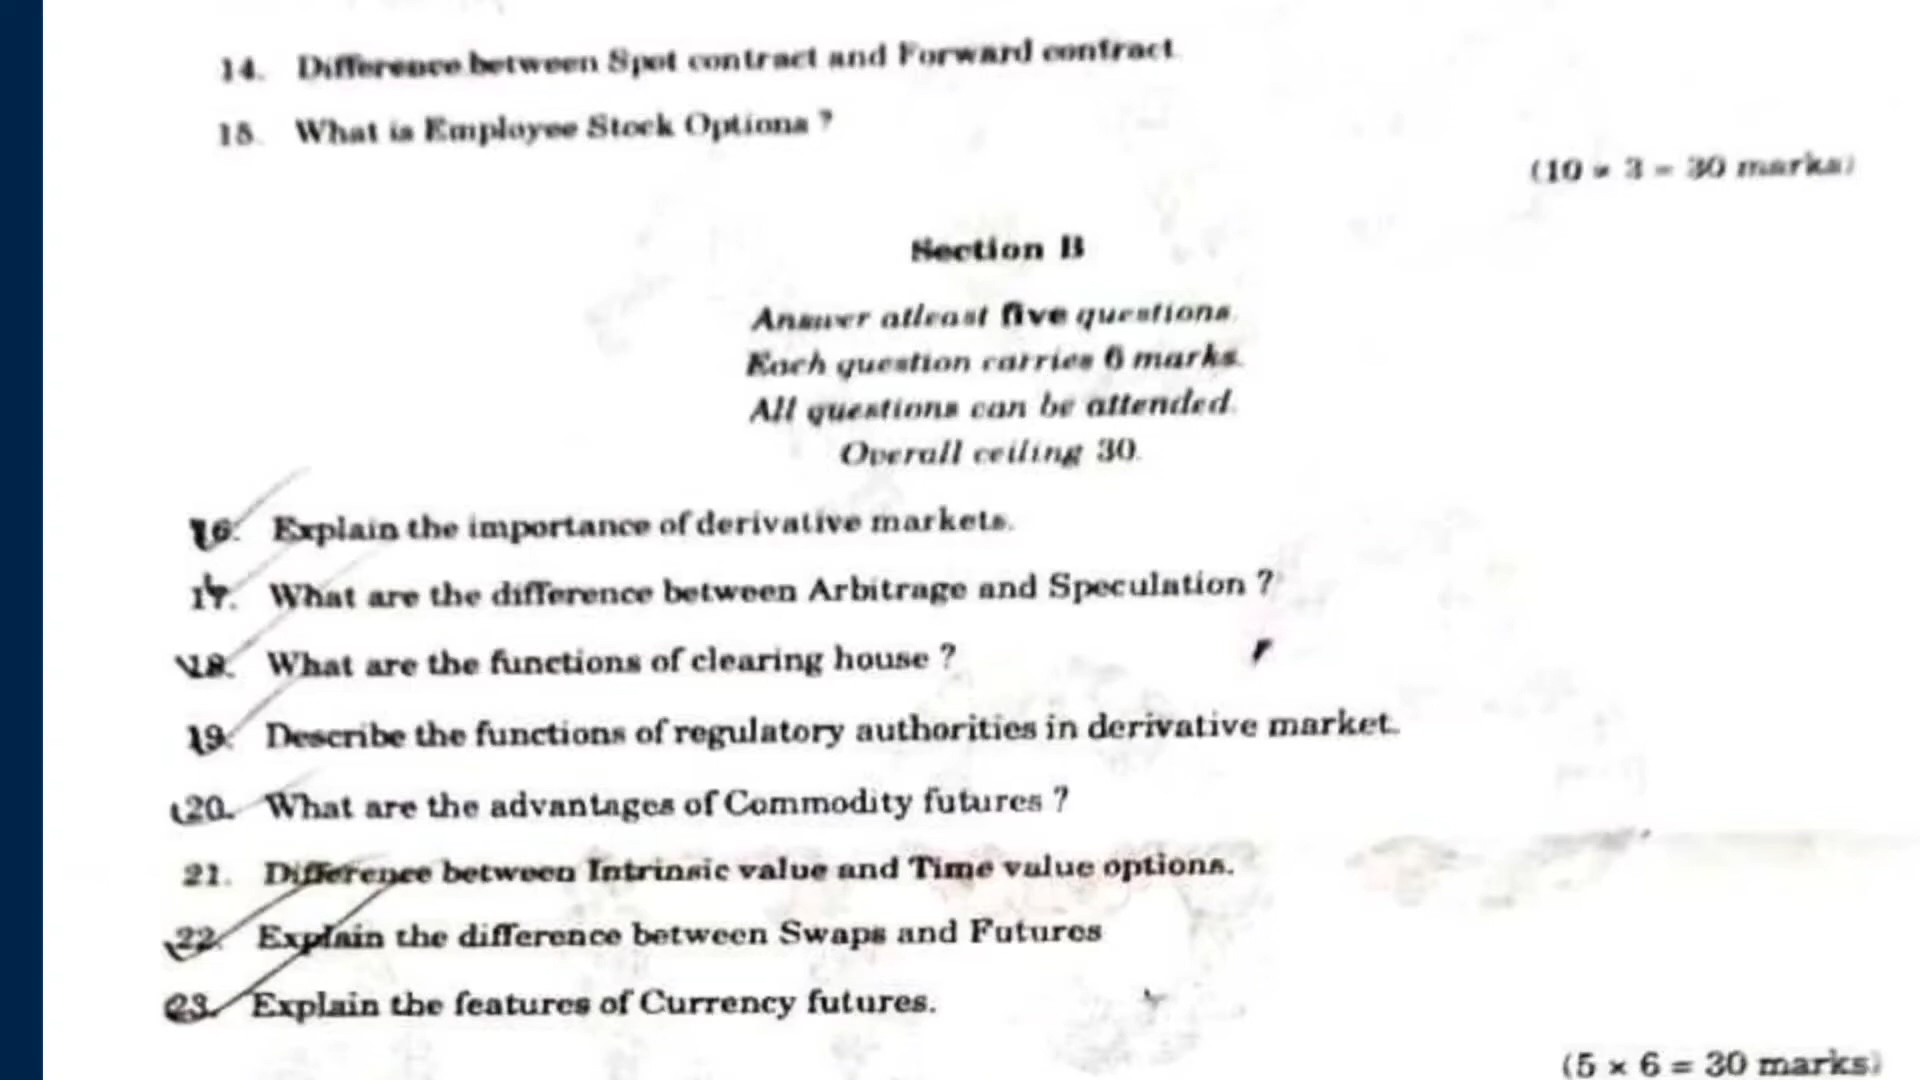 14. Difference between Spot contract and Forward contract.
15. What is Employee Stock Options ?
(10 × 3 = 30 marks)
Section B
Answer atleast five questions.
Each question carries 6 marks.
All questions can be attended.
Overall ceiling 30.
16. Explain the importance of derivative markets.
17. What are the difference between Arbitrage and Speculation ?
18. What are the functions of clearing house ?
19. Describe the functions of regulatory authorities in derivative market.
20. What are the advantages of Commodity futures ?
21. Difference between Intrinsic value and Time value options.
22. Explain the difference between Swaps and Futures
23. Explain the features of Currency futures.
(5 × 6 = 30 marks)